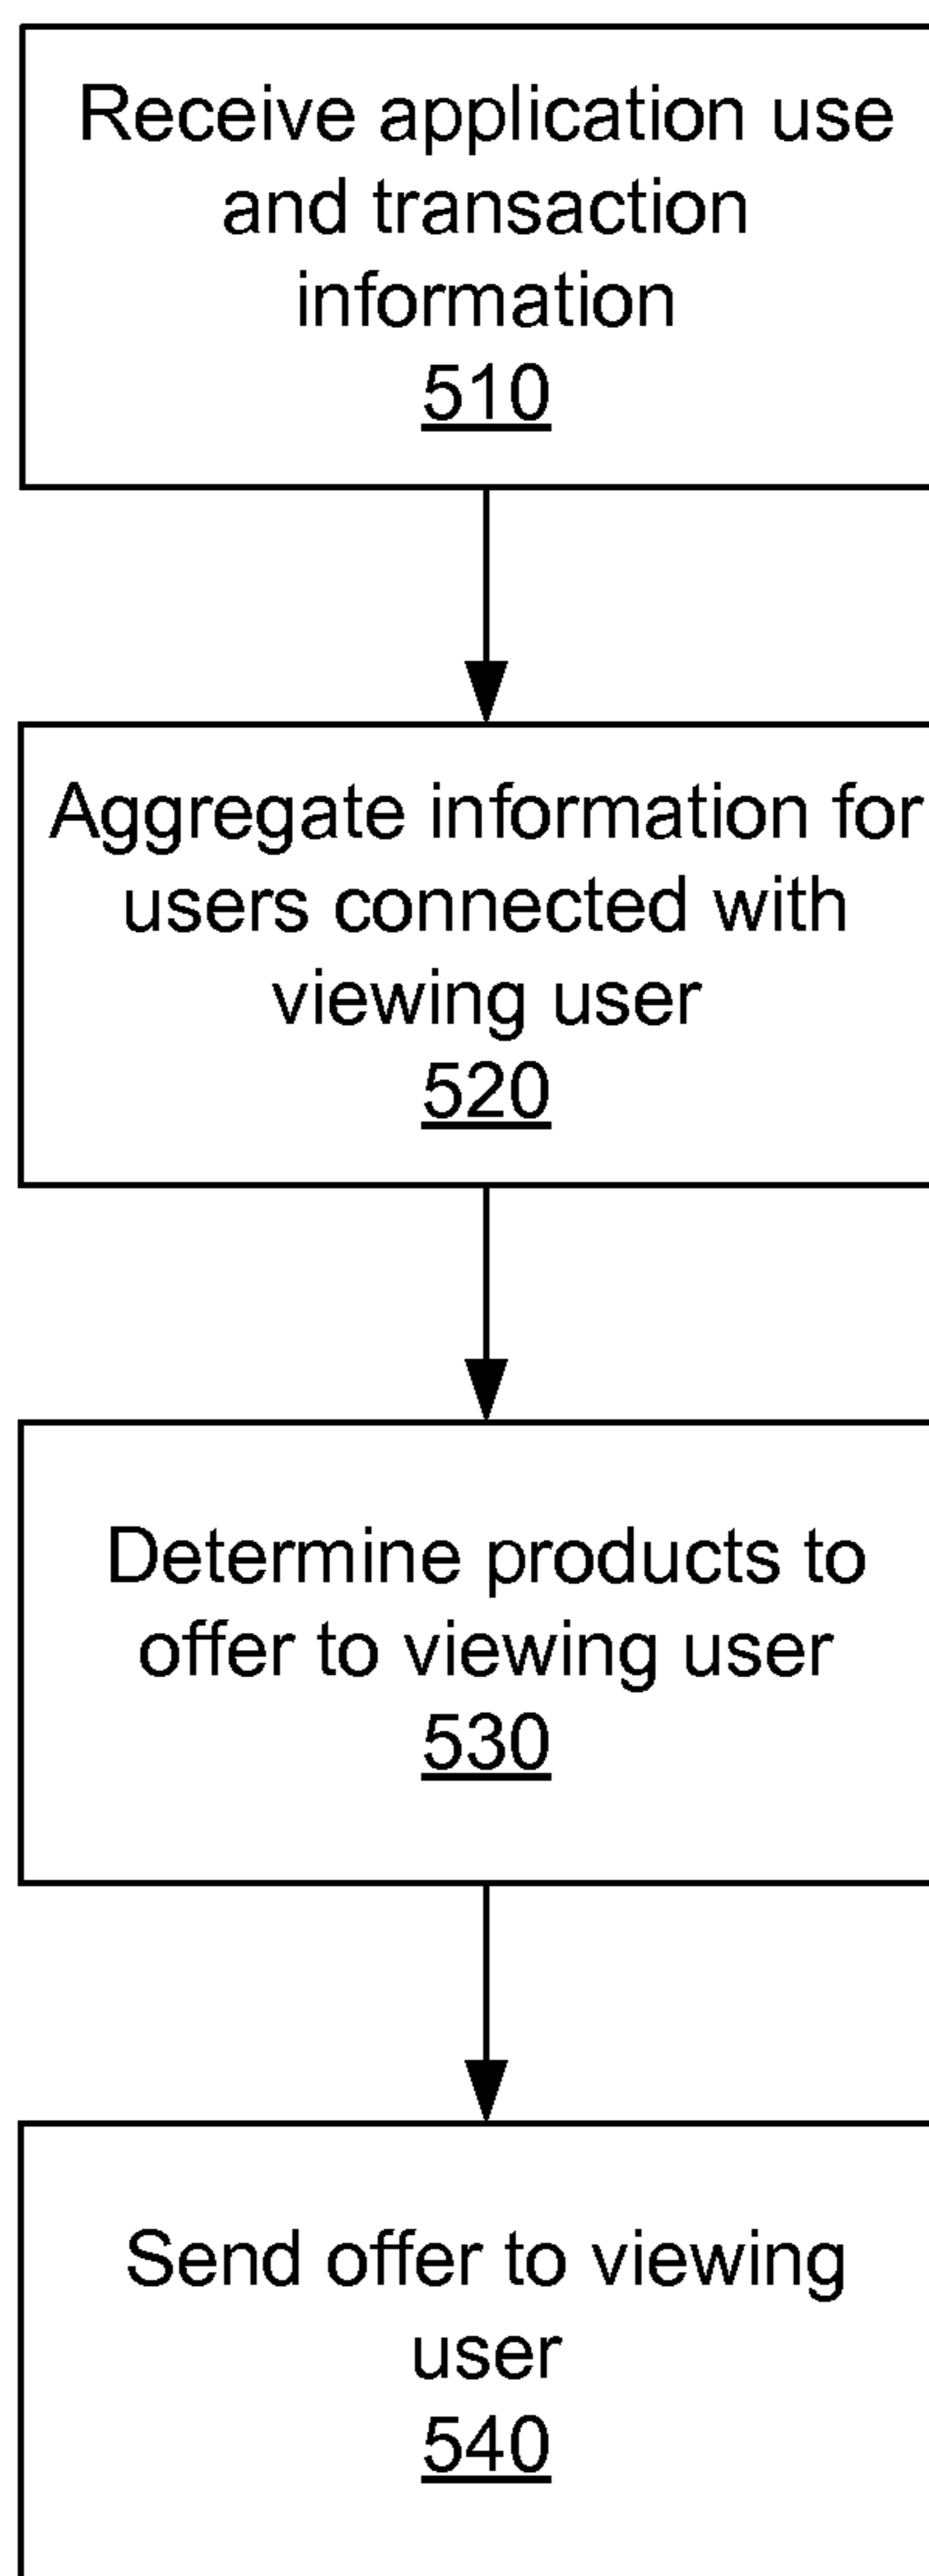 Receive application use
and transaction
information
510
Aggregate information for
users connected with
viewing user
520
Determine products to
offer to viewing user
530
Send offer to viewing
user
540